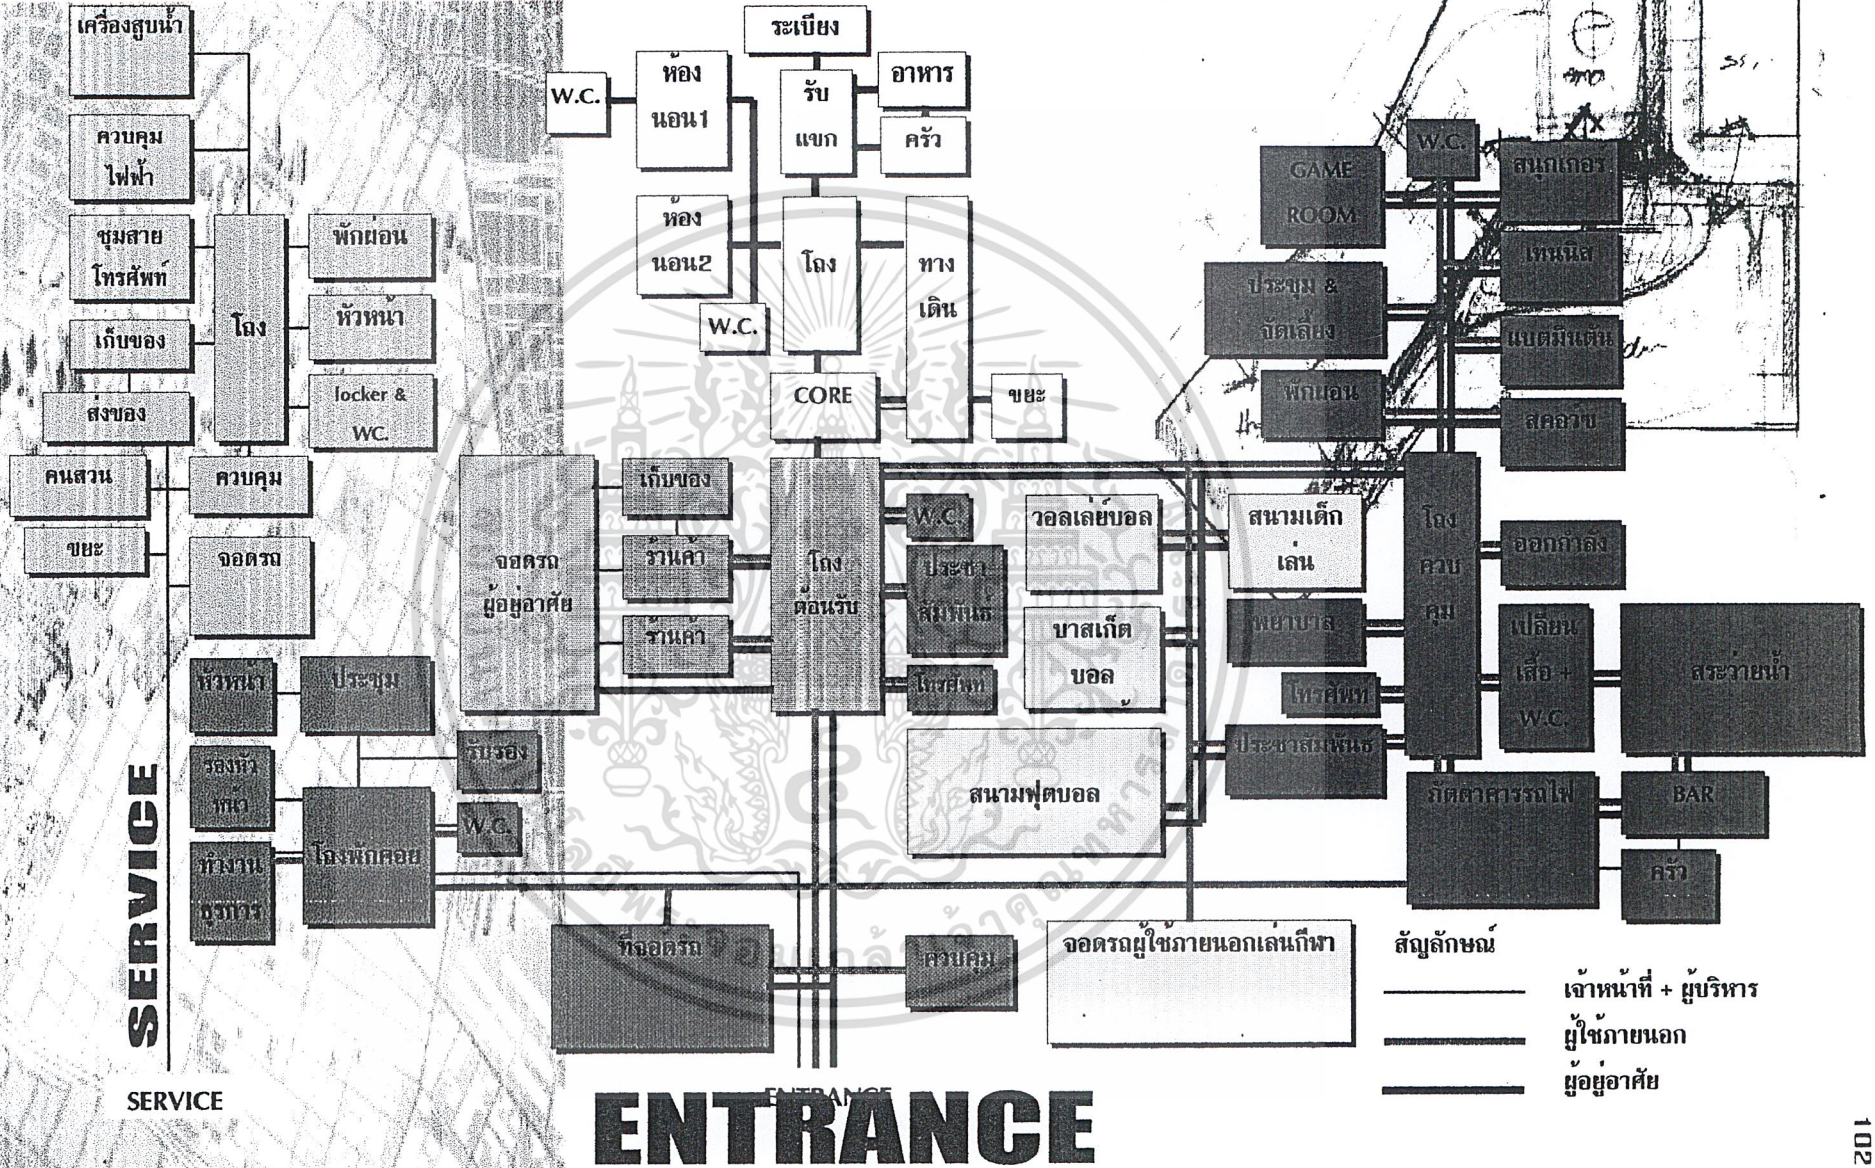 เครื่องสูบน้ำ
ควบคุม
ไฟฟ้า
ชุมสาย
โทรศัพท์
เก็บของ
ส่งของ
โถง
พักผ่อน
หัวหน้า
locker &
WC.
คนสวน
ควบคุม
ขยะ
จอดรถ
หัวหน้า
ประชุม
รองหัว
หน้า
รับรอง
W.C.
ทำงาน
ธุรการ
โถงพักคอย
SERVICE
SERVICE
ระเบียง
W.C.
ห้อง
นอน1
รับ
แขก
อาหาร
ครัว
ห้อง
นอน2
W.C.
โถง
ทาง
เดิน
CORE
ขยะ
จอดรถ
ผู้อยู่อาศัย
เก็บของ
ร้านค้า
ร้านค้า
โถง
ต้อนรับ
W.C.
ประชา
สัมพันธ์
โทรศัพท์
วอลเลย์บอล
บาสเก็ต
บอล
สนามฟุตบอล
สนามเด็ก
เล่น
พยาบาล
โทรศัพท์
ประชาสัมพันธ์
GAME
ROOM
W.C.
สนุกเกอร์
ประชุม &
จัดเลี้ยง
เทนนิส
แบตมินตัน
พักผ่อน
สควอช
โถง
ควบ
คุม
ออกกำลัง
เปลี่ยน
เสื้อ +
W.C.
สระว่ายน้ำ
ภัตตาคารรถไฟ
BAR
ครัว
ที่จอดรถ
ควบคุม
จอดรถผู้ใช้ภายนอกเล่นกีฬา
สัญลักษณ์
เจ้าหน้าที่ + ผู้บริหาร
ผู้ใช้ภายนอก
ผู้อยู่อาศัย
ENTRANCE
ENTRANCE
102